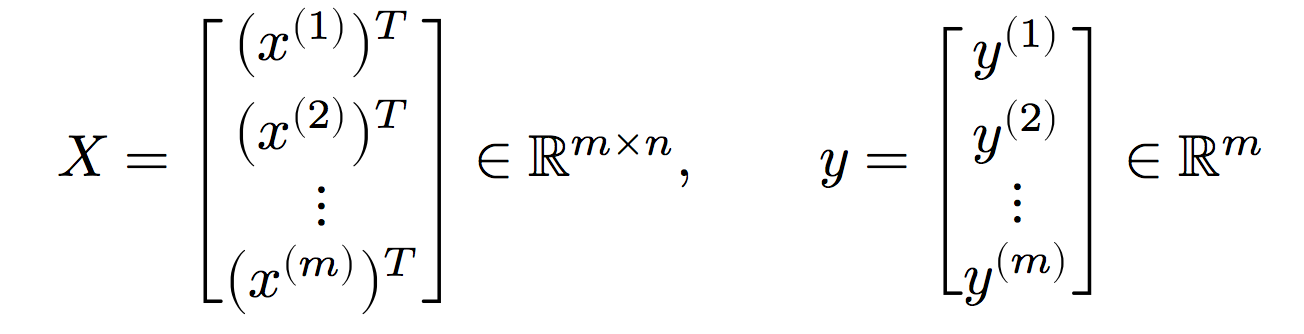 X = [ (x^(1))^T (x^(2))^T ⋮ (x^(m))^T ] ∈ ℝ^{m×n}, y = [ y^(1) y^(2) ⋮ y^(m) ] ∈ ℝ^m